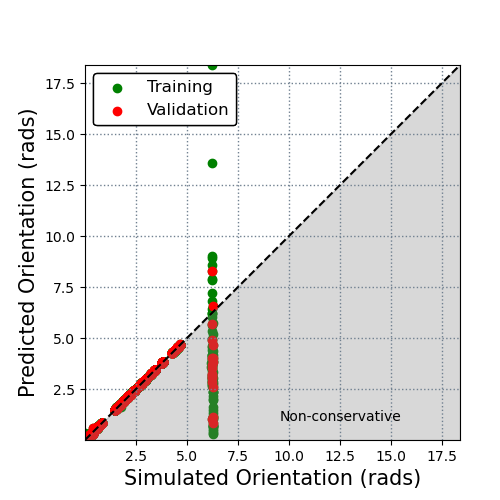 17.5
15.0
12.5
10.0
7.5
5.0
2.5
Predicted Orientation (rads)
Training
Validation
Non-conservative
2.5 5.0 7.5 10.0 12.5 15.0 17.5
Simulated Orientation (rads)